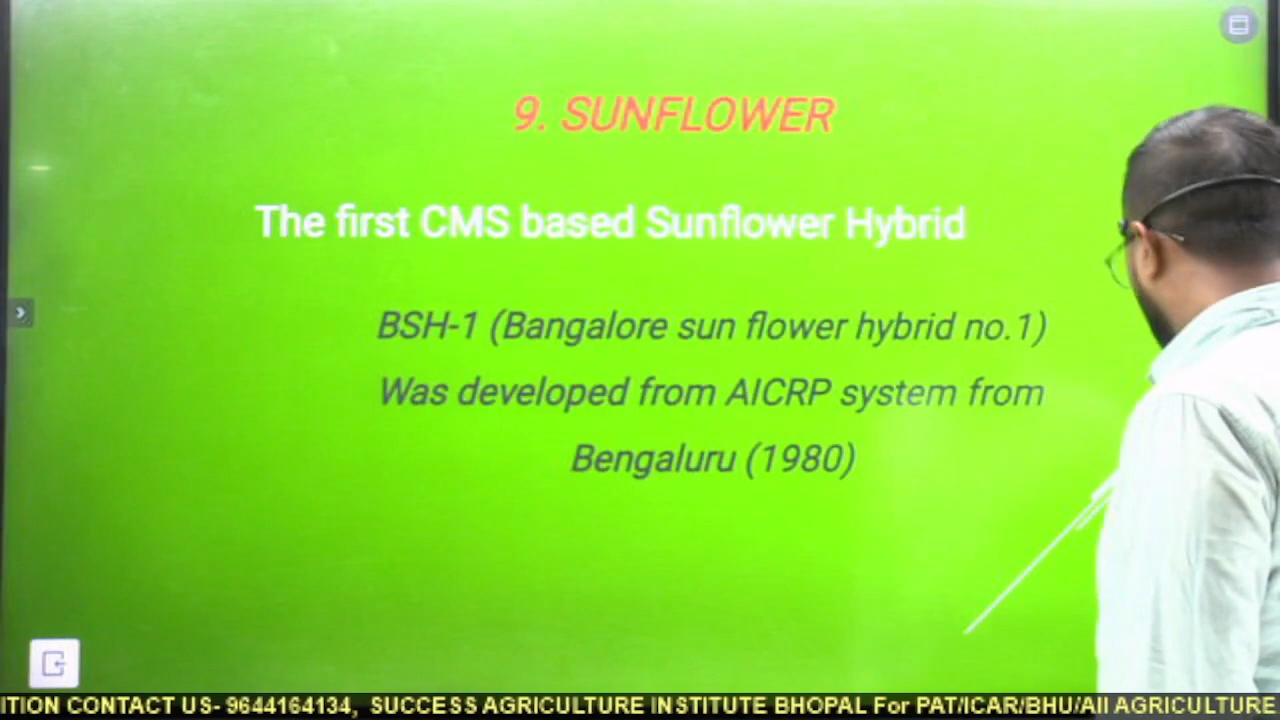 9. SUNFLOWER
The first CMS based Sunflower Hybrid
BSH-1 (Bangalore sun flower hybrid no.1)
Was developed from AICRP system from
Bengaluru (1980)
ITION CONTACT US- 9644164134, SUCCESS AGRICULTURE INSTITUTE BHOPAL For PAT/ICAR/BHU/All AGRICULTURE